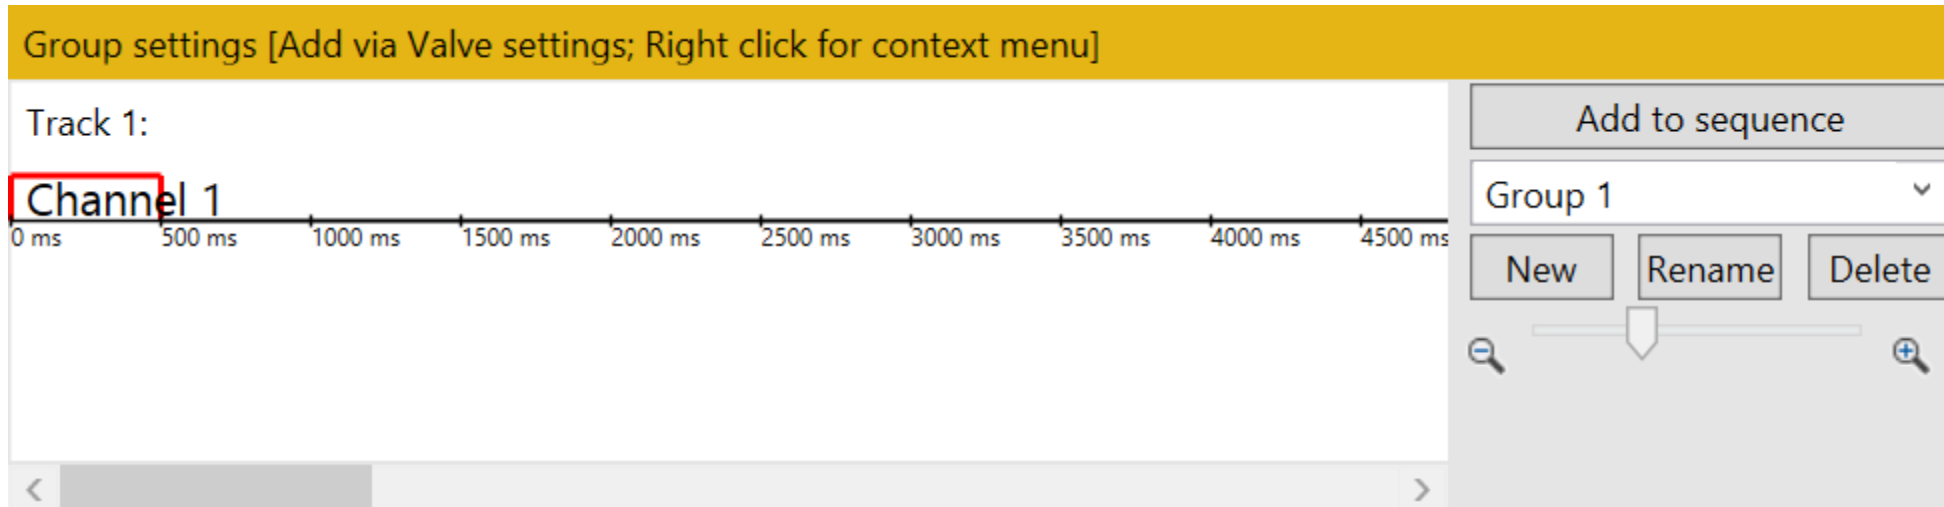 Group settings [Add via Valve settings; Right click for context menu]
Track 1:
Channel 1
0 ms 500 ms 1000 ms 1500 ms 2000 ms 2500 ms 3000 ms 3500 ms 4000 ms 4500 ms
Add to sequence
Group 1
New Rename Delete